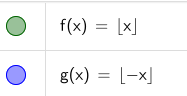 f(x) = ⌊x⌋
g(x) = ⌊−x⌋